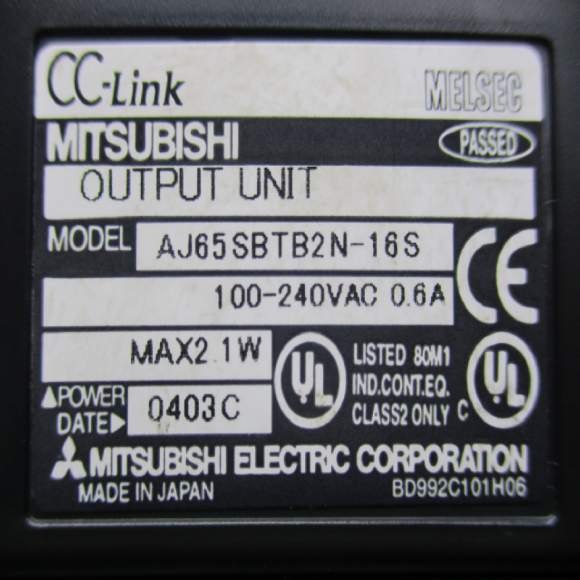 CC-Link MELSEC
MITSUBISHI PASSED
OUTPUT UNIT
MODEL AJ65SBTB2N-16S
CE
100-240VAC 0.6A
MAX2.1W
UL LISTED 80M1 UL
IND.CONT.EQ.
CLASS2 ONLY C
▲POWER
DATE▶ 0403C
MITSUBISHI ELECTRIC CORPORATION
MADE IN JAPAN BD992C101H06